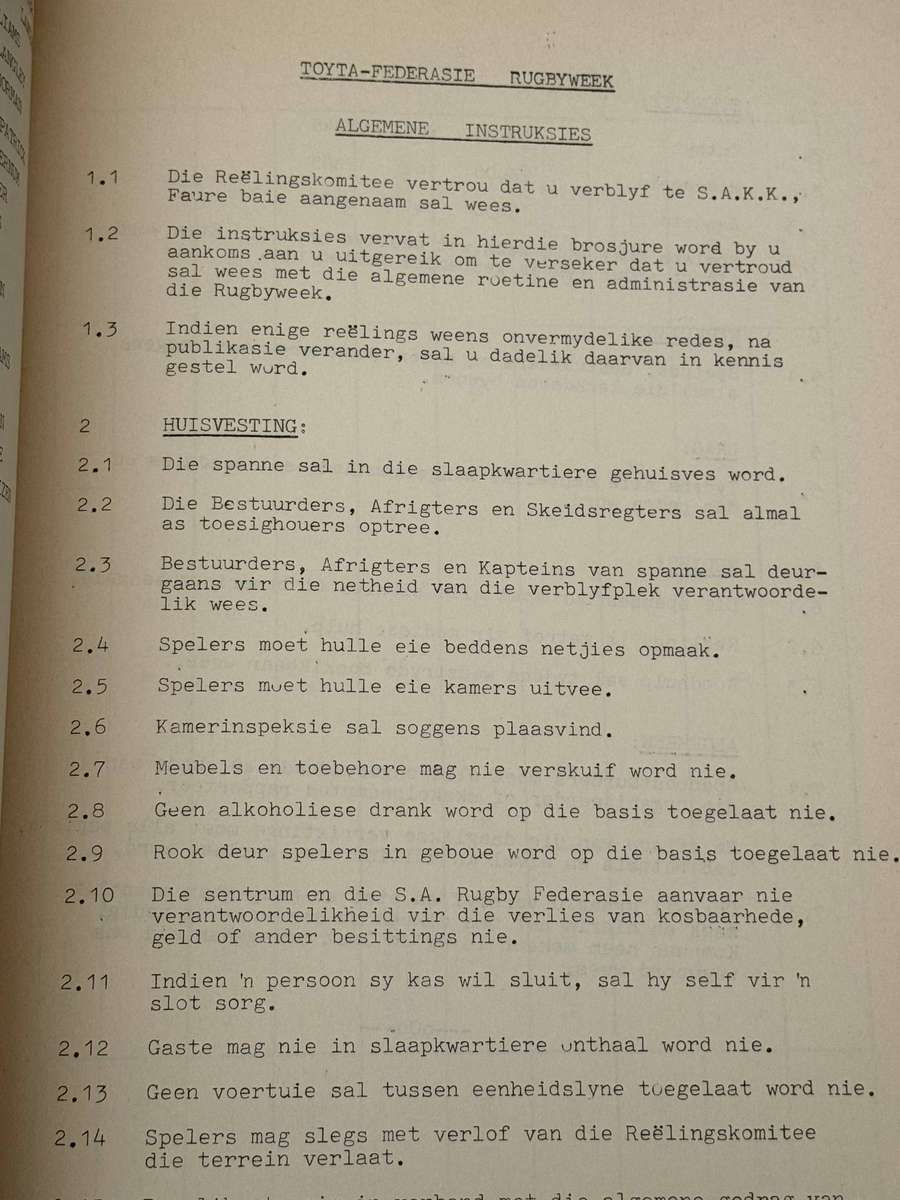 TOYTA-FEDERASIE RUGBYWEEK
ALGEMENE INSTRUKSIES
1.1 Die Reëlingskomitee vertrou dat u verblyf te S.A.K.K.,
Faure baie aangenaam sal wees.
1.2 Die instruksies vervat in hierdie brosjure word by u
aankoms aan u uitgereik om te verseker dat u vertroud
sal wees met die algemene roetine en administrasie van
die Rugbyweek.
1.3 Indien enige reëlings weens onvermydelike redes, na
publikasie verander, sal u dadelik daarvan in kennis
gestel word.
2 HUISVESTING:
2.1 Die spanne sal in die slaapkwartiere gehuisves word.
2.2 Die Bestuurders, Afrigters en Skeidsregters sal almal
as toesighouers optree.
2.3 Bestuurders, Afrigters en Kapteins van spanne sal deur-
gaans vir die netheid van die verblyfplek verantwoorde-
lik wees.
2.4 Spelers moet hulle eie beddens netjies opmaak.
2.5 Spelers moet hulle eie kamers uitvee.
2.6 Kamerinspeksie sal soggens plaasvind.
2.7 Meubels en toebehore mag nie verskuif word nie.
2.8 Geen alkoholiese drank word op die basis toegelaat nie.
2.9 Rook deur spelers in geboue word op die basis toegelaat nie.
2.10 Die sentrum en die S.A. Rugby Federasie aanvaar nie
verantwoordelikheid vir die verlies van kosbaarhede,
geld of ander besittings nie.
2.11 Indien 'n persoon sy kas wil sluit, sal hy self vir 'n
slot sorg.
2.12 Gaste mag nie in slaapkwartiere onthaal word nie.
2.13 Geen voertuie sal tussen eenheidslyne toegelaat word nie.
2.14 Spelers mag slegs met verlof van die Reëlingskomitee
die terrein verlaat.